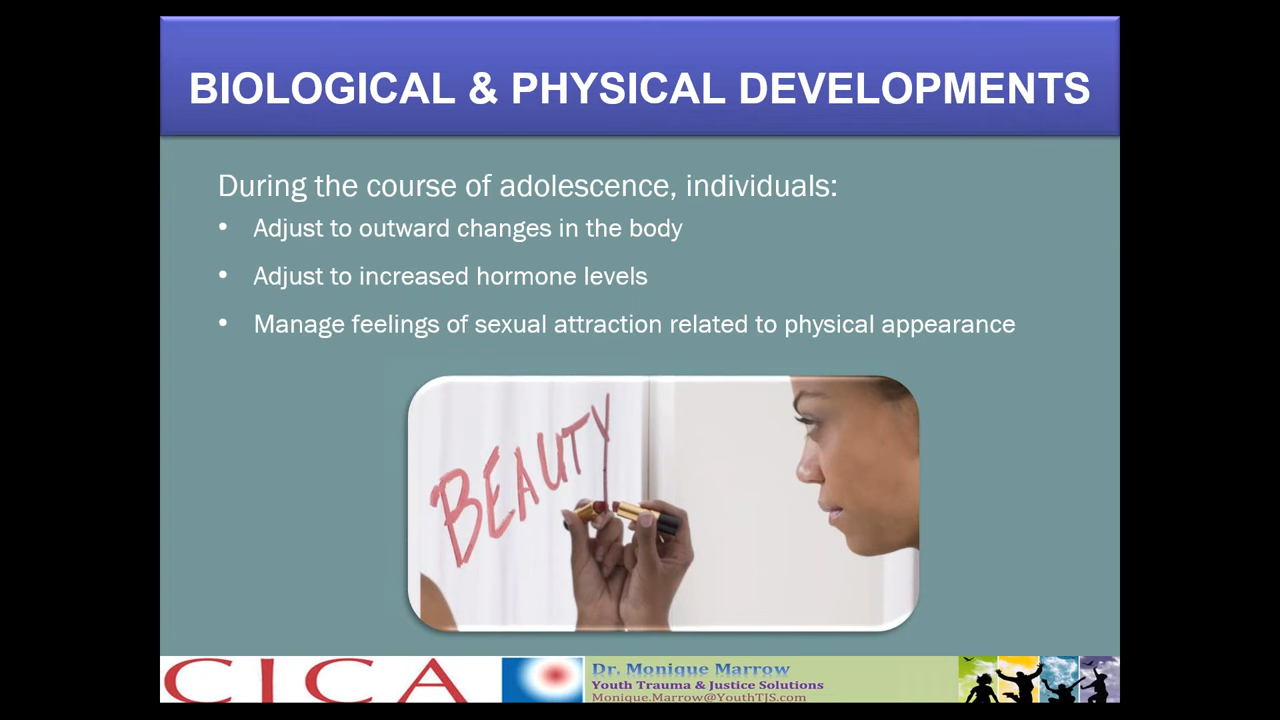 BIOLOGICAL & PHYSICAL DEVELOPMENTS
During the course of adolescence, individuals:
• Adjust to outward changes in the body
• Adjust to increased hormone levels
• Manage feelings of sexual attraction related to physical appearance
BEAUTY
CICA
Dr. Monique Marrow
Youth Trauma & Justice Solutions
Monique.Marrow@YouthTJS.com